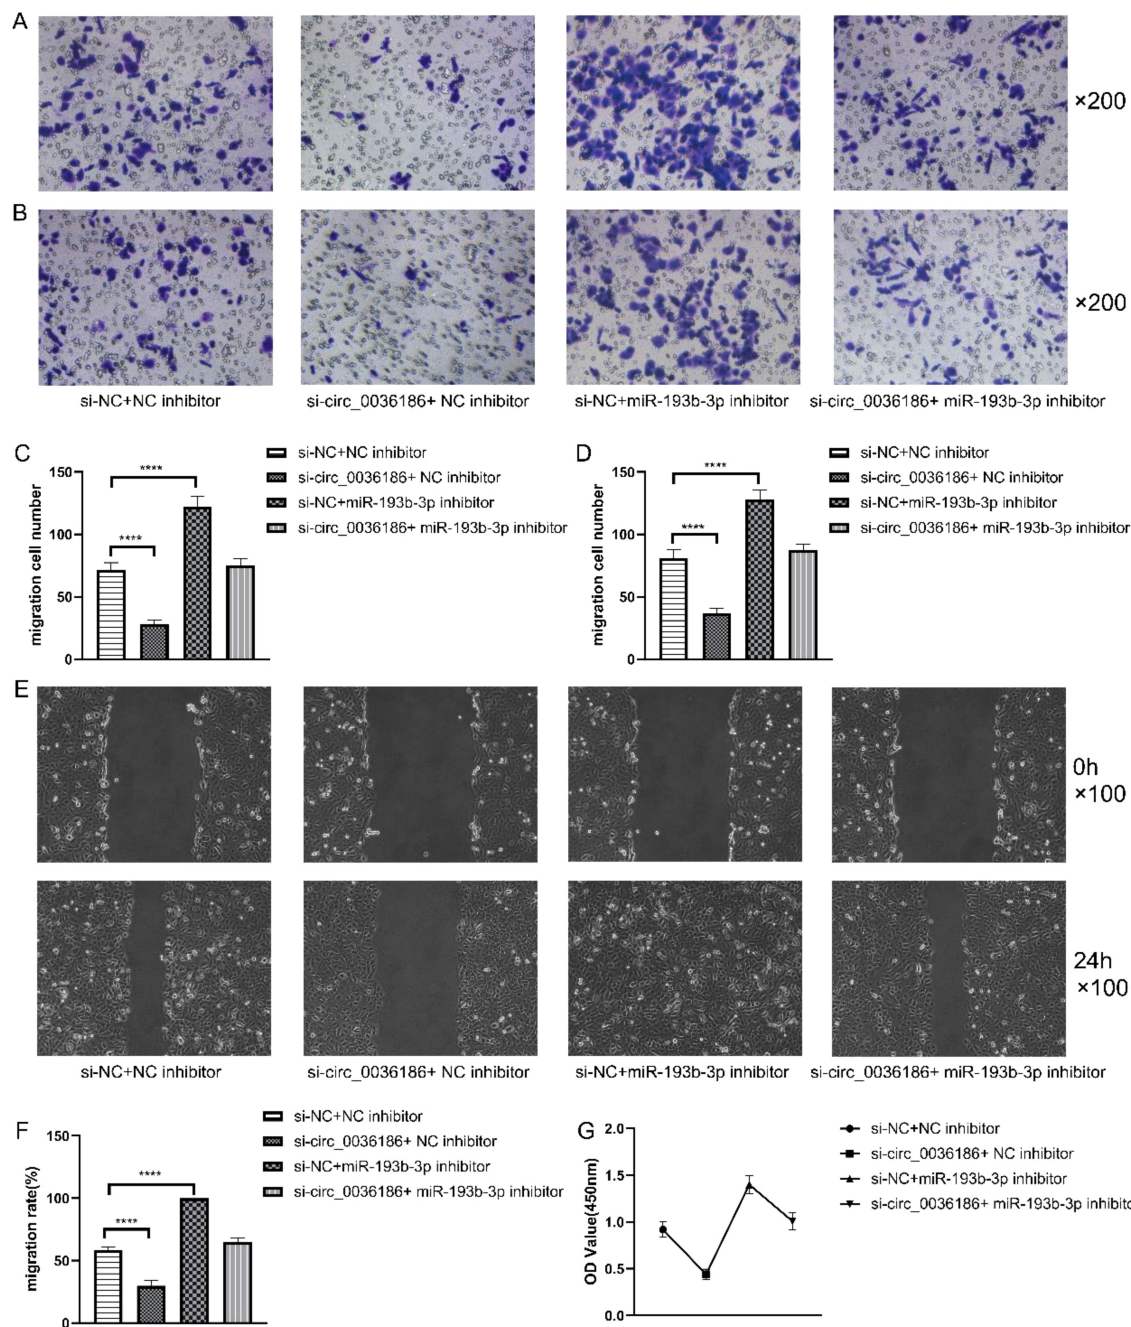 A
×200
B
×200
si-NC+NC inhibitor
si-circ_0036186+ NC inhibitor
si-NC+miR-193b-3p inhibitor
si-circ_0036186+ miR-193b-3p inhibitor
C
migration cell number
150
100
50
0
****
****
si-NC+NC inhibitor
si-circ_0036186+ NC inhibitor
si-NC+miR-193b-3p inhibitor
si-circ_0036186+ miR-193b-3p inhibitor
D
migration cell number
150
100
50
0
****
****
si-NC+NC inhibitor
si-circ_0036186+ NC inhibitor
si-NC+miR-193b-3p inhibitor
si-circ_0036186+ miR-193b-3p inhibitor
E
0h
×100
24h
×100
si-NC+NC inhibitor
si-circ_0036186+ NC inhibitor
si-NC+miR-193b-3p inhibitor
si-circ_0036186+ miR-193b-3p inhibitor
F
migration rate(%)
150
100
50
0
****
****
si-NC+NC inhibitor
si-circ_0036186+ NC inhibitor
si-NC+miR-193b-3p inhibitor
si-circ_0036186+ miR-193b-3p inhibitor
G
OD Value(450nm)
2.0
1.5
1.0
0.5
0.0
si-NC+NC inhibitor
si-circ_0036186+ NC inhibitor
si-NC+miR-193b-3p inhibitor
si-circ_0036186+ miR-193b-3p inhibito